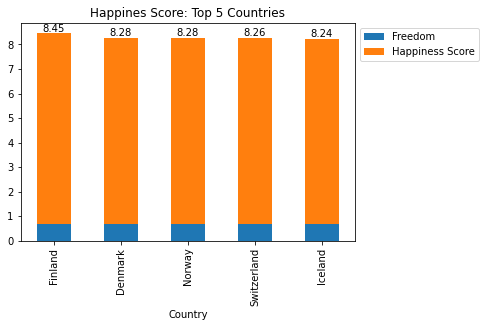 Happines Score: Top 5 Countries
8.45
8.28
8.28
8.26
8.24
Freedom
Happiness Score
8
7
6
5
4
3
2
1
0
Finland
Denmark
Norway
Switzerland
Iceland
Country